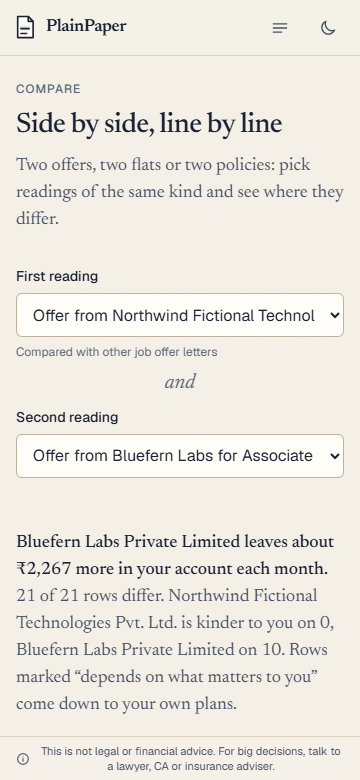 PlainPaper
COMPARE
Side by side, line by line
Two offers, two flats or two policies: pick
readings of the same kind and see where they
differ.
First reading
Offer from Northwind Fictional Technol
Compared with other job offer letters
and
Second reading
Offer from Bluefern Labs for Associate
Bluefern Labs Private Limited leaves about
₹2,267 more in your account each month.
21 of 21 rows differ. Northwind Fictional
Technologies Pvt. Ltd. is kinder to you on 0,
Bluefern Labs Private Limited on 10. Rows
marked “depends on what matters to you”
come down to your own plans.
This is not legal or financial advice. For big decisions, talk to
a lawyer, CA or insurance adviser.